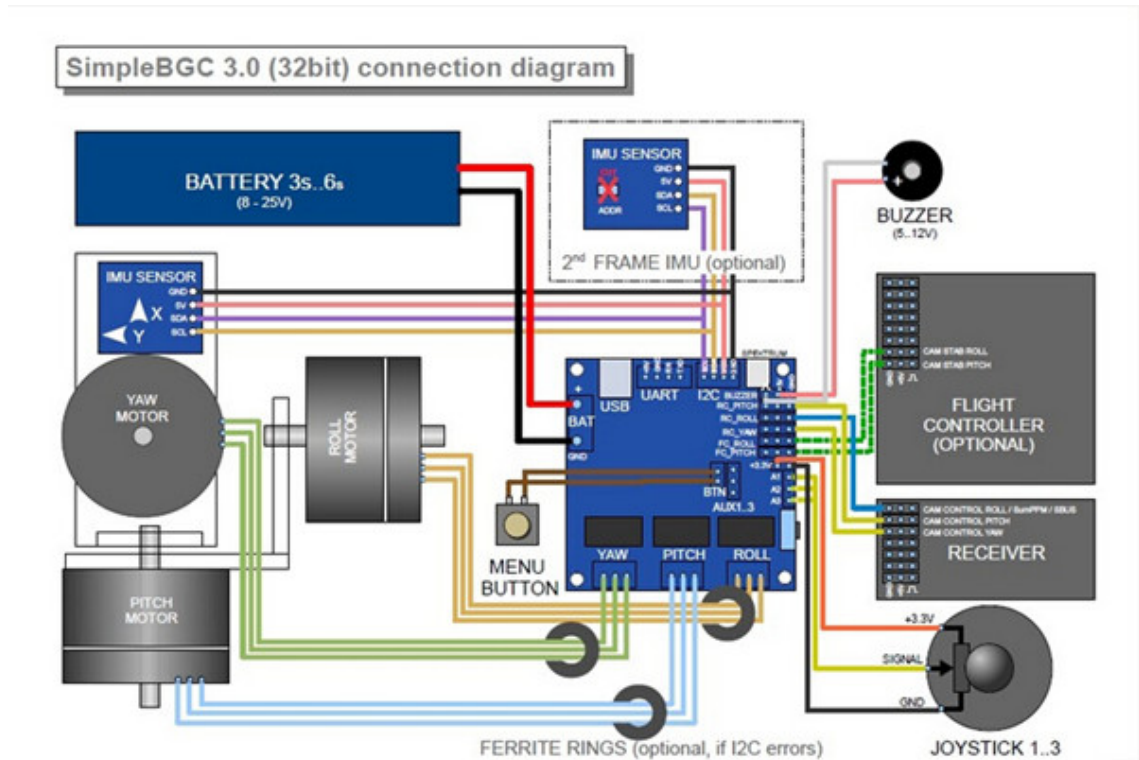 SimpleBGC 3.0 (32bit) connection diagram
BATTERY 3s..6s
(8 - 25V)
IMU SENSOR
GND
5V
SDA
SCL
ADDR
2nd FRAME IMU (optional)
BUZZER
(5..12V)
IMU SENSOR
GND
5V
SDA
SCL
X
Y
YAW
MOTOR
ROLL
MOTOR
PITCH
MOTOR
MENU
BUTTON
USB
UART
I2C
SPEKTRUM
+
BAT
GND
BUZZER
RC_PITCH
RC_ROLL
RC_YAW
FC_ROLL
FC_PITCH
+3.3V
A1
A2
A3
BTN
AUX1..3
YAW
PITCH
ROLL
CAM STAB ROLL
CAM STAB PITCH
GND
+5V
FLIGHT
CONTROLLER
(OPTIONAL)
CAM CONTROL ROLL / SumPPM / SBUS
CAM CONTROL PITCH
CAM CONTROL YAW
RECEIVER
GND
+5V
+3.3V
SIGNAL
GND
JOYSTICK 1..3
FERRITE RINGS (optional, if I2C errors)